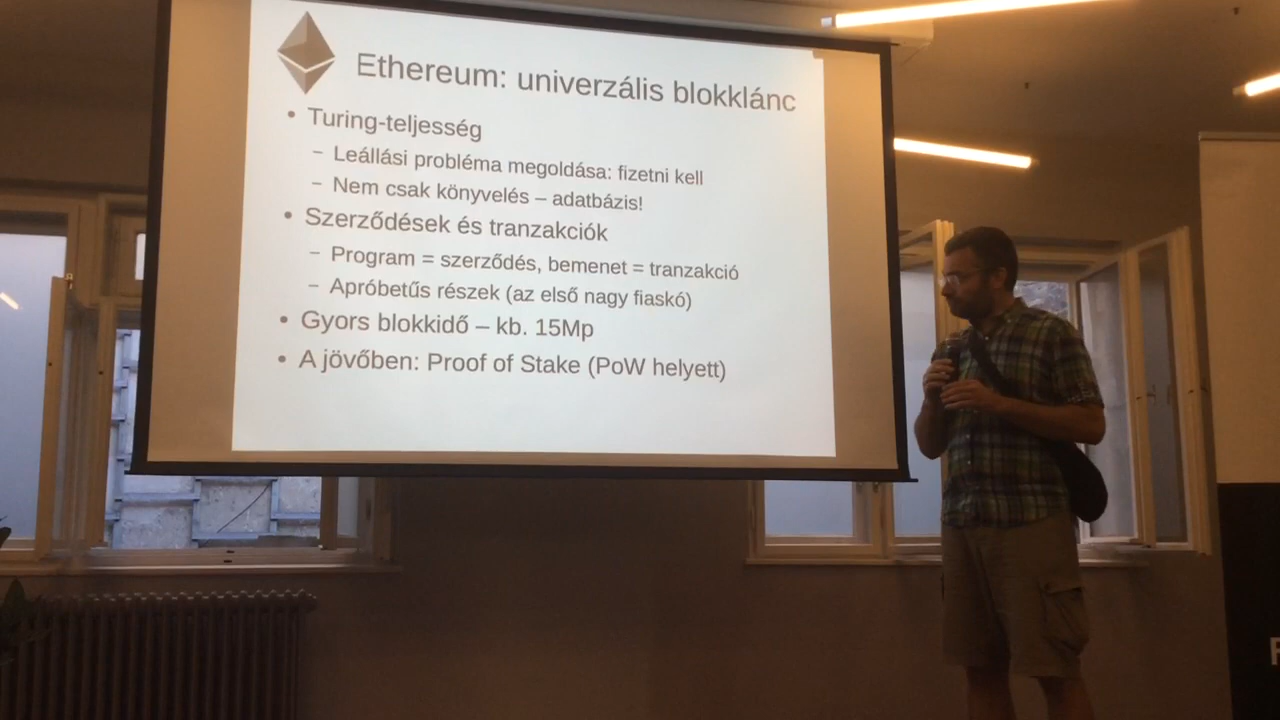 Ethereum: univerzális blokklánc
• Turing-teljesség
– Leállási probléma megoldása: fizetni kell
– Nem csak könyvelés – adatbázis!
• Szerződések és tranzakciók
– Program = szerződés, bemenet = tranzakció
– Apróbetűs részek (az első nagy fiaskó)
• Gyors blokkidő – kb. 15Mp
• A jövőben: Proof of Stake (PoW helyett)